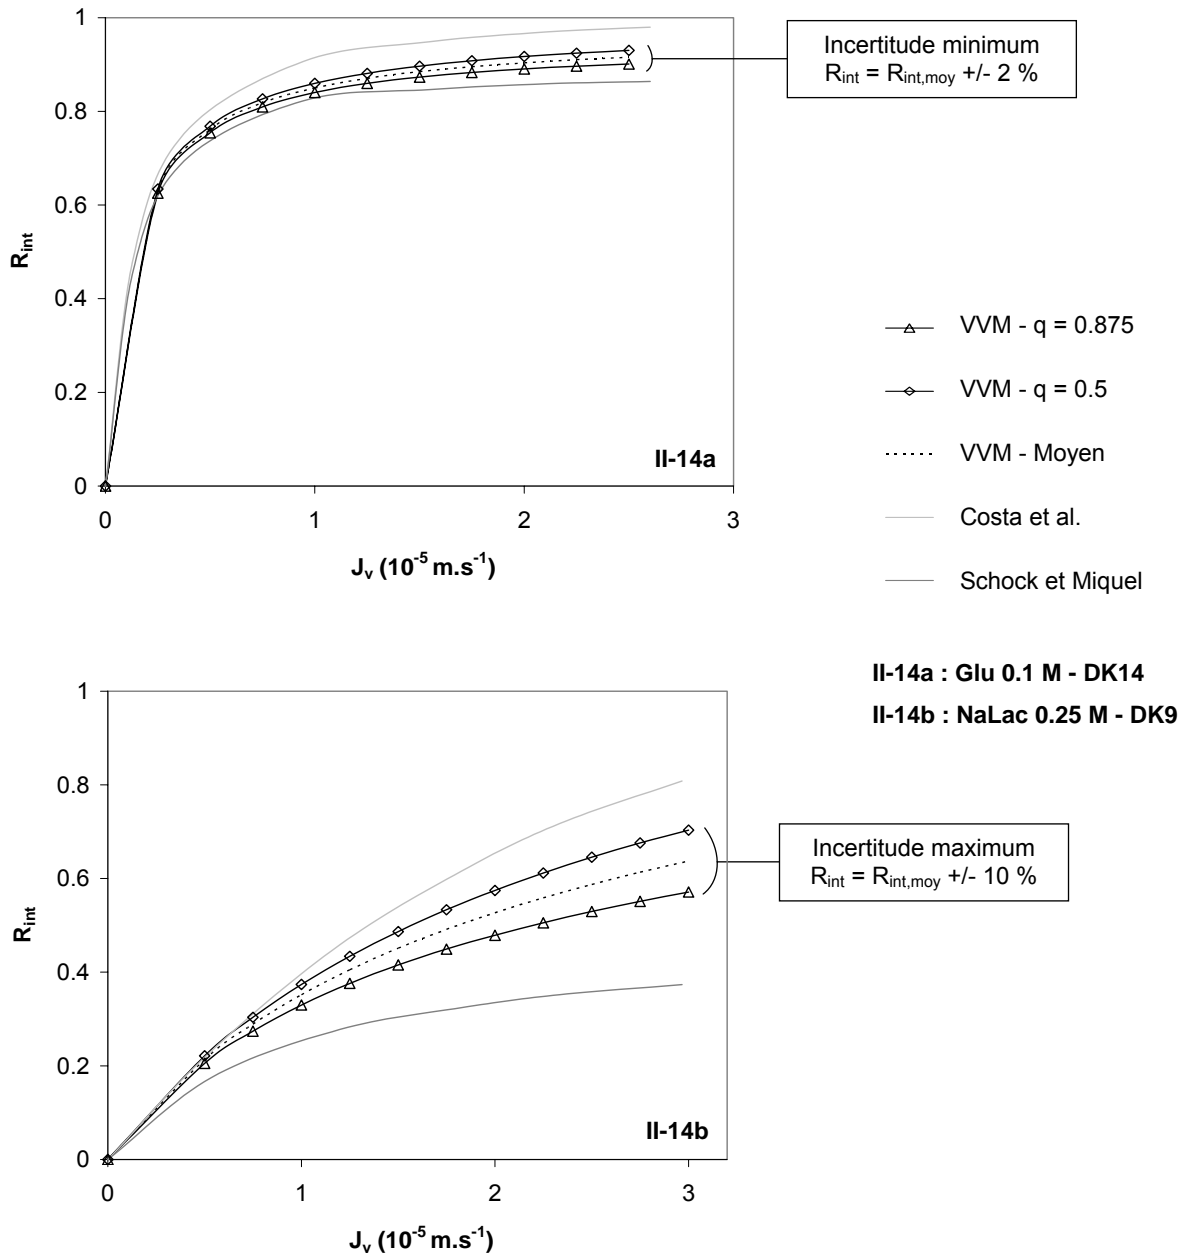 1
0.8
0.6
0.4
0.2
0
R_int
0
1
2
3
J_v (10^-5 m.s^-1)
II-14a
Incertitude minimum
R_int = R_int,moy +/- 2 %
VVM - q = 0.875
VVM - q = 0.5
VVM - Moyen
Costa et al.
Schock et Miquel
II-14a : Glu 0.1 M - DK14
II-14b : NaLac 0.25 M - DK9
1
0.8
0.6
0.4
0.2
0
R_int
0
1
2
3
J_v (10^-5 m.s^-1)
II-14b
Incertitude maximum
R_int = R_int,moy +/- 10 %